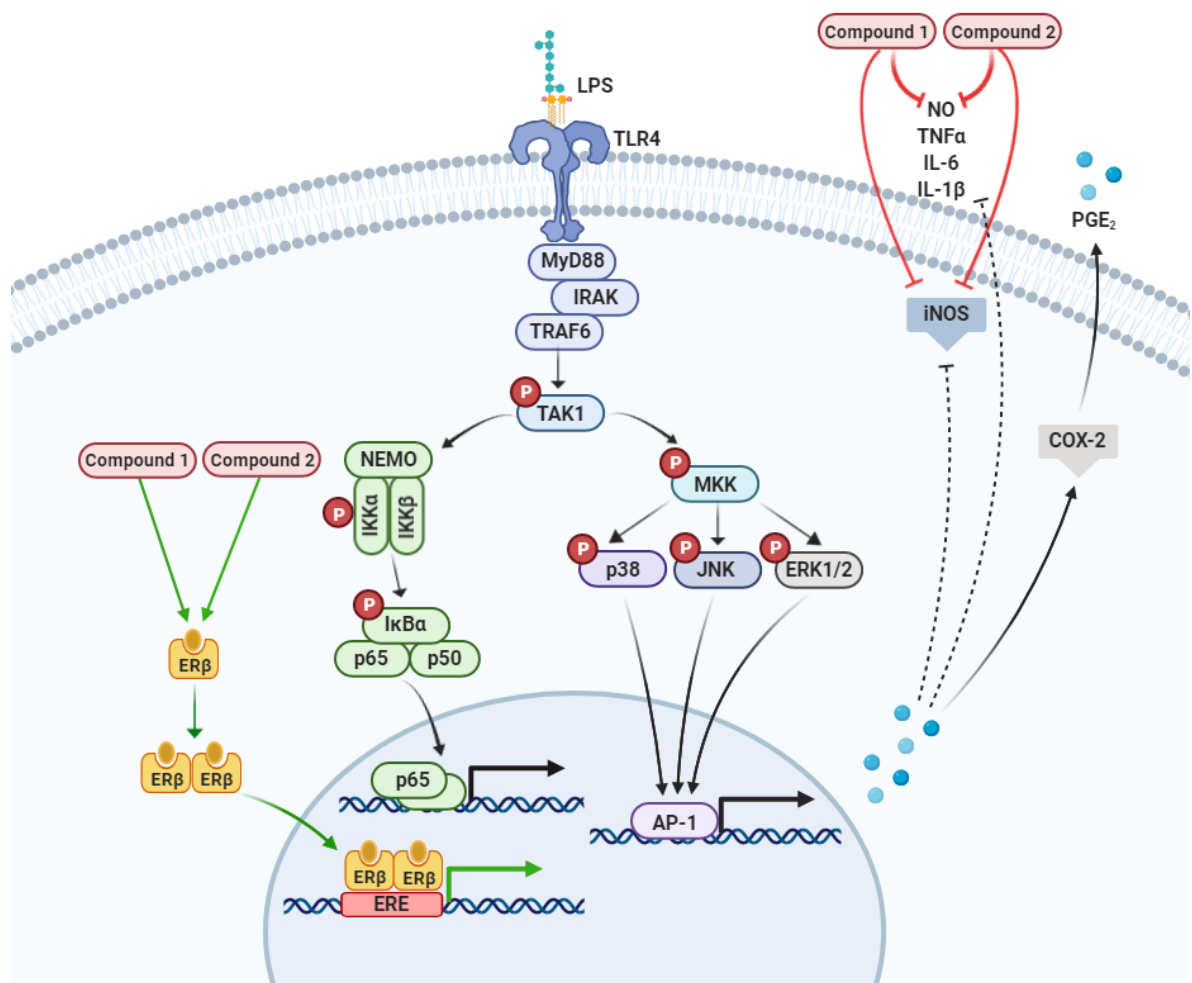 Compound 1
Compound 2
LPS
NO
TLR4
TNFα
IL-6
IL-1β
PGE₂
MyD88
IRAK
iNOS
TRAF6
P
TAK1
COX-2
Compound 1
Compound 2
NEMO
P
MKK
P
IKKα
IKKβ
P
p38
P
JNK
P
ERK1/2
P
IκBα
p65
p50
ERβ
ERβ
ERβ
p65
AP-1
ERβ
ERβ
ERE